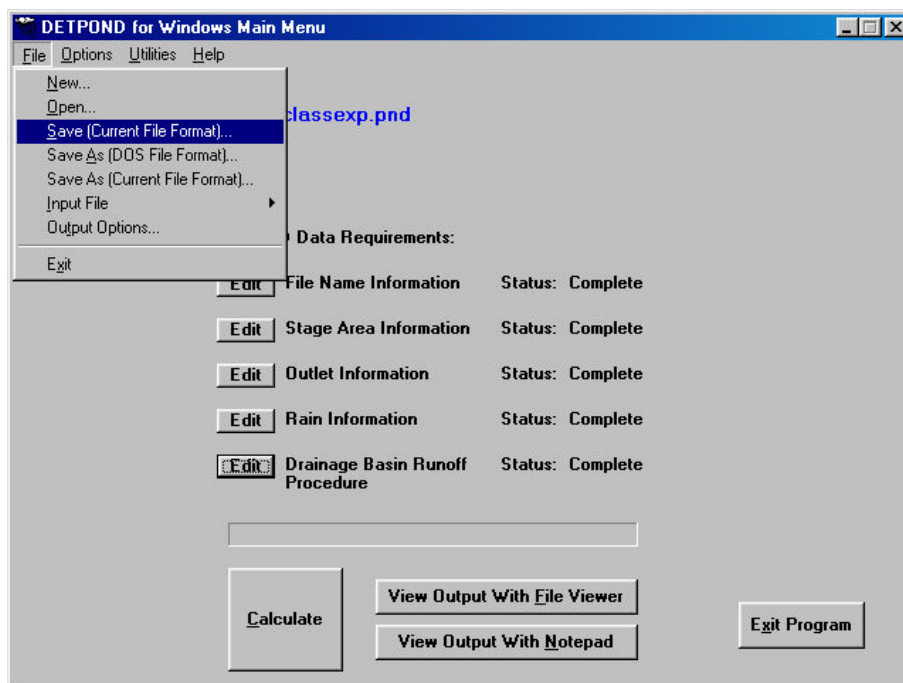 DETPOND for Windows Main Menu
File Options Utilities Help
New...
Open...
Save (Current File Format)...
Save As (DOS File Format)...
Save As (Current File Format)...
Input File
Output Options...
Exit
classexp.pnd
Data Requirements:
Edit File Name Information Status: Complete
Edit Stage Area Information Status: Complete
Edit Outlet Information Status: Complete
Edit Rain Information Status: Complete
Edit Drainage Basin Runoff Status: Complete
Procedure
Calculate
View Output With File Viewer
View Output With Notepad
Exit Program